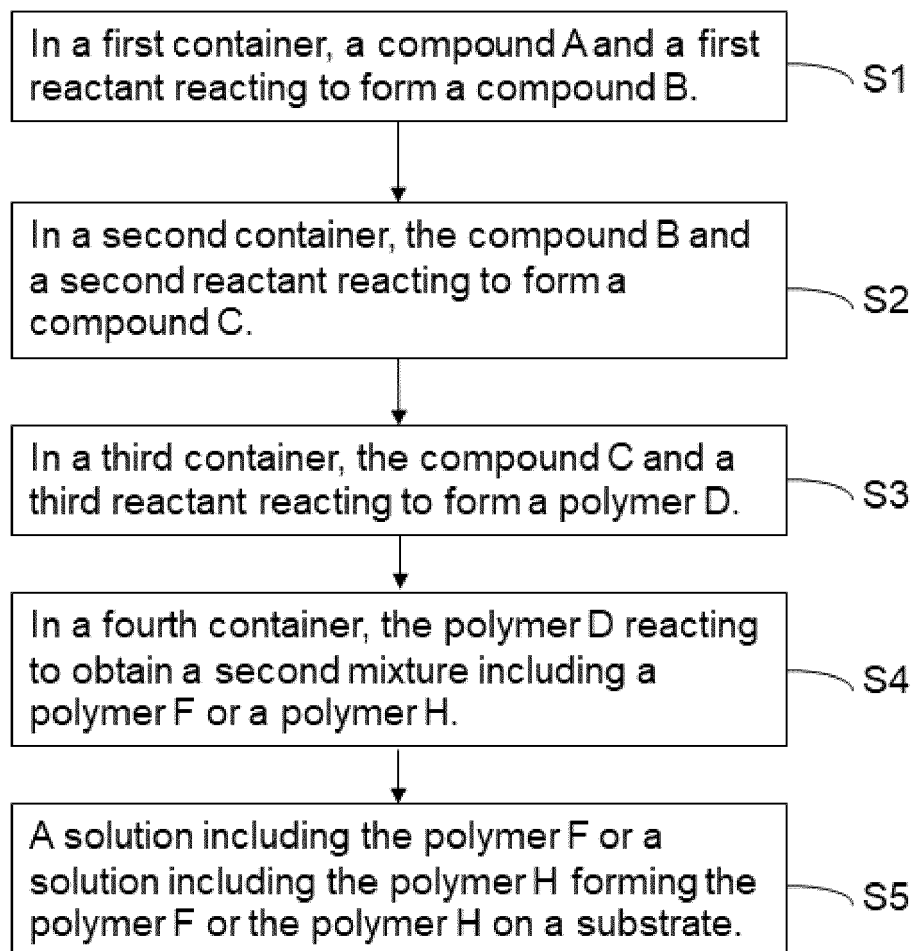 In a first container, a compound A and a first
reactant reacting to form a compound B.
S1
In a second container, the compound B and
a second reactant reacting to form a
compound C.
S2
In a third container, the compound C and a
third reactant reacting to form a polymer D.
S3
In a fourth container, the polymer D reacting
to obtain a second mixture including a
polymer F or a polymer H.
S4
A solution including the polymer F or a
solution including the polymer H forming the
polymer F or the polymer H on a substrate.
S5